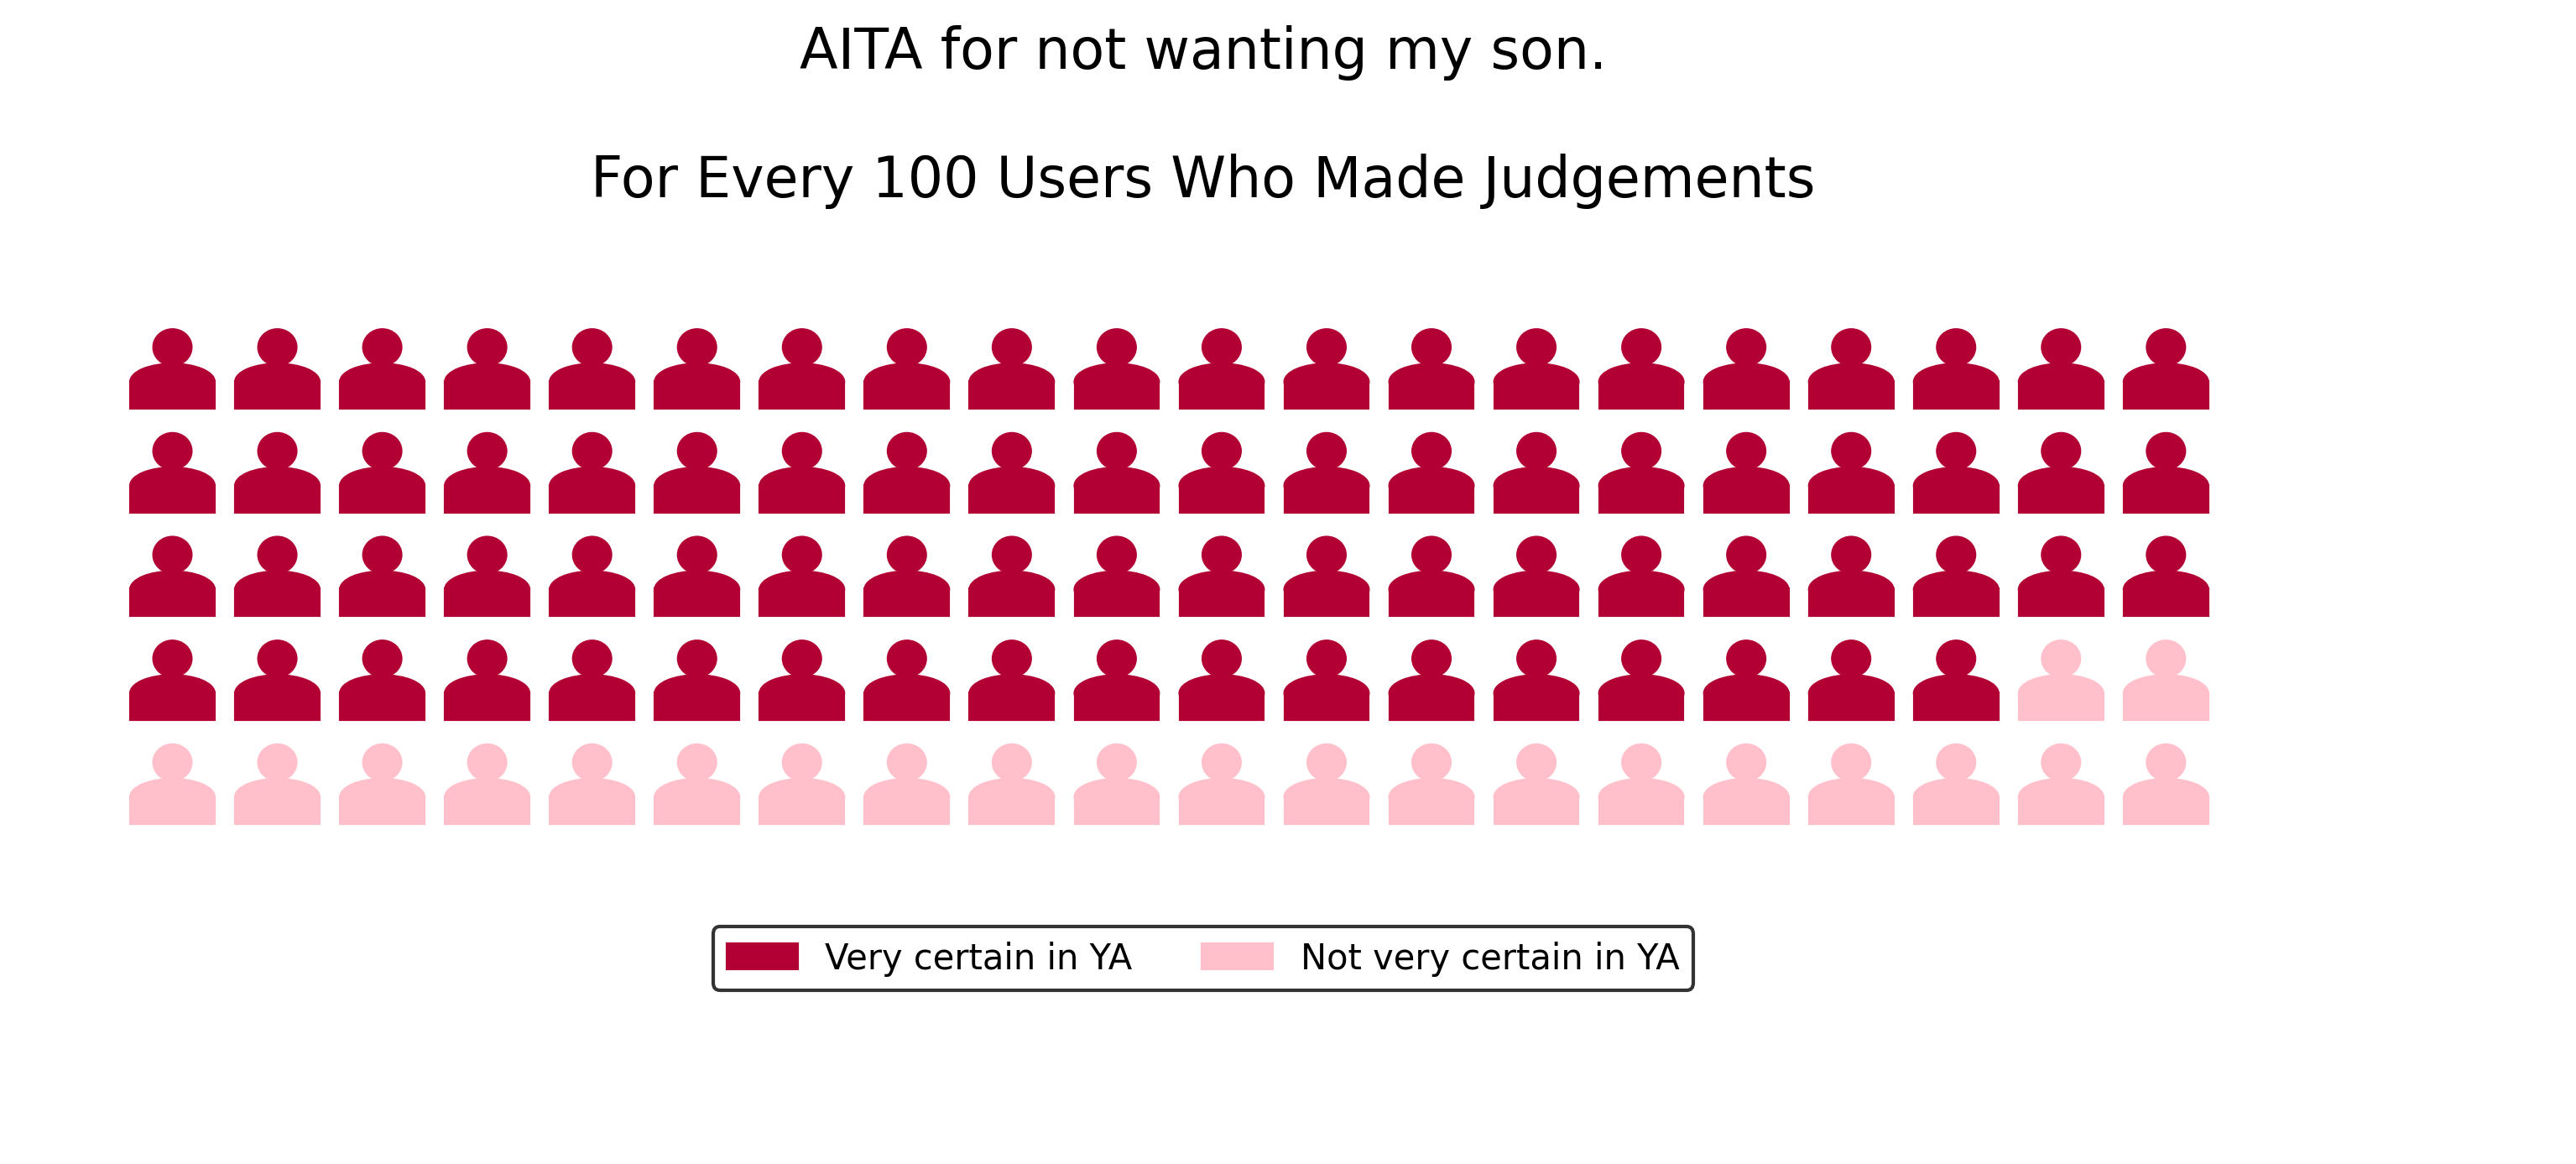 AITA for not wanting my son.
For Every 100 Users Who Made Judgements
Very certain in YA
Not very certain in YA